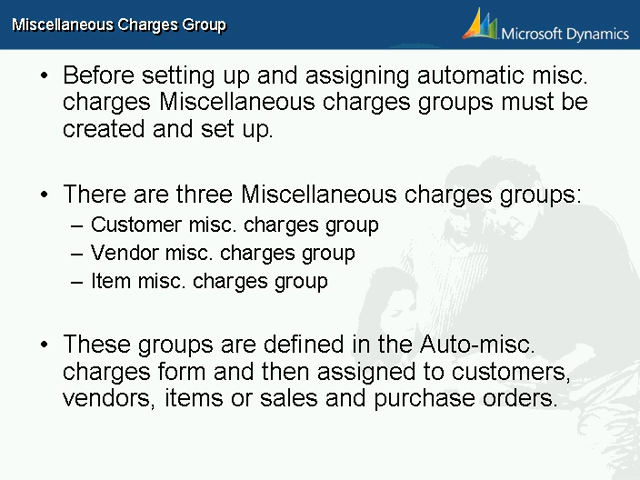 Miscellaneous Charges Group
Microsoft Dynamics
• Before setting up and assigning automatic misc.
charges Miscellaneous charges groups must be
created and set up.
• There are three Miscellaneous charges groups:
– Customer misc. charges group
– Vendor misc. charges group
– Item misc. charges group
• These groups are defined in the Auto-misc.
charges form and then assigned to customers,
vendors, items or sales and purchase orders.